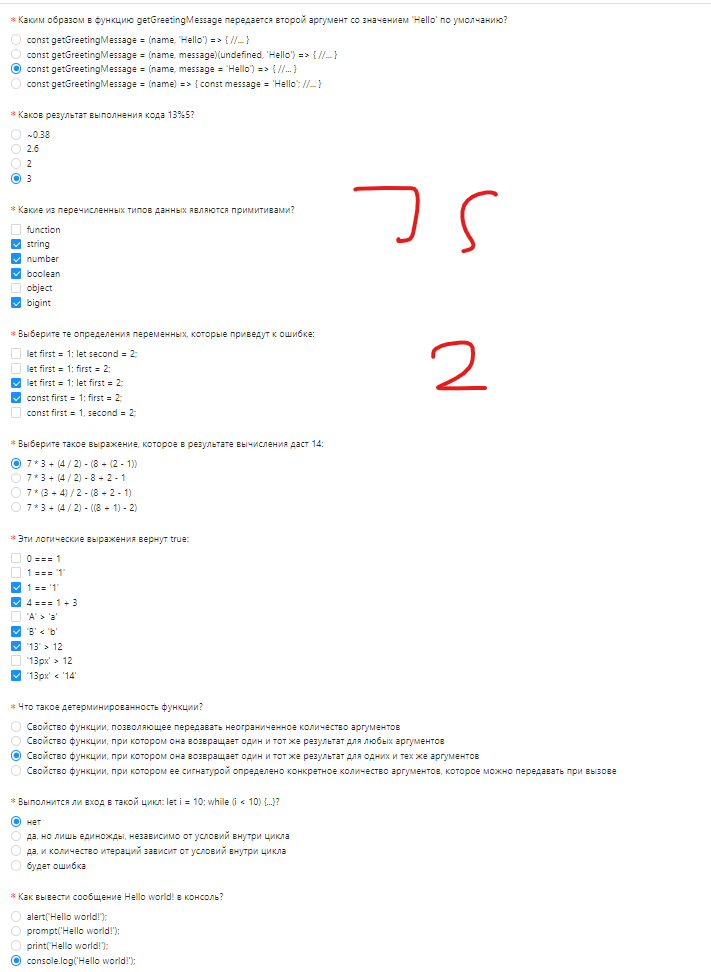 * Каким образом в функцию getGreetingMessage передается второй аргумент со значением 'Hello' по умолчанию?
const getGreetingMessage = (name, 'Hello') => { //... }
const getGreetingMessage = (name, message)(undefined, 'Hello') => { //... }
const getGreetingMessage = (name, message = 'Hello') => { //... }
const getGreetingMessage = (name) => { const message = 'Hello'; //... }
* Каков результат выполнения кода 13%5?
~0.38
2.6
2
3
* Какие из перечисленных типов данных являются примитивами?
function
string
number
boolean
object
bigint
JS
* Выберите те определения переменных, которые приведут к ошибке:
let first = 1; let second = 2;
let first = 1; first = 2;
let first = 1; let first = 2;
const first = 1; first = 2;
const first = 1, second = 2;
2
* Выберите такое выражение, которое в результате вычисления даст 14:
7 * 3 + (4 / 2) - (8 + (2 - 1))
7 * 3 + (4 / 2) - 8 + 2 - 1
7 * (3 + 4) / 2 - (8 + 2 - 1)
7 * 3 + (4 / 2) - ((8 + 1) - 2)
* Эти логические выражения вернут true:
0 === 1
1 === '1'
1 == '1'
4 === 1 + 3
'A' > 'a'
'B' < 'b'
'13' > 12
'13px' > 12
'13px' < '14'
* Что такое детерминированность функции?
Свойство функции, позволяющее передавать неограниченное количество аргументов
Свойство функции, при котором она возвращает один и тот же результат для любых аргументов
Свойство функции, при котором она возвращает один и тот же результат для одних и тех же аргументов
Свойство функции, при котором ее сигнатурой определено конкретное количество аргументов, которое можно передавать при вызове
* Выполнится ли вход в такой цикл: let i = 10; while (i < 10) {...}?
нет
да, но лишь единожды, независимо от условий внутри цикла
да, и количество итераций зависит от условий внутри цикла
будет ошибка
* Как вывести сообщение Hello world! в консоль?
alert('Hello world!');
prompt('Hello world!');
print('Hello world!');
console.log('Hello world!');